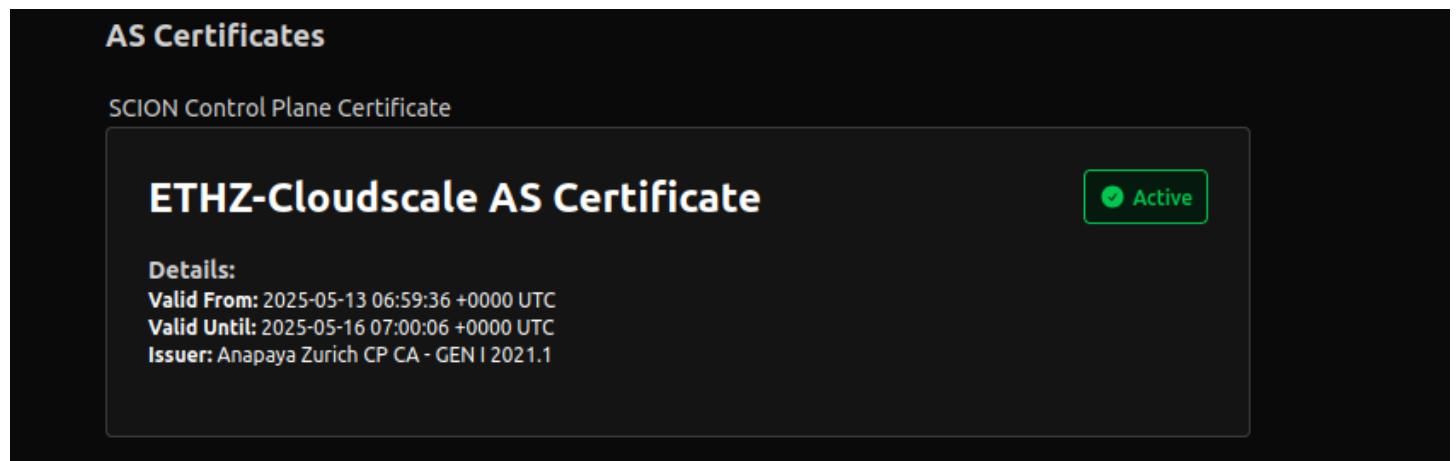 AS Certificates
SCION Control Plane Certificate
ETHZ-Cloudscale AS Certificate
Active
Details:
Valid From: 2025-05-13 06:59:36 +0000 UTC
Valid Until: 2025-05-16 07:00:06 +0000 UTC
Issuer: Anapaya Zurich CP CA - GEN I 2021.1